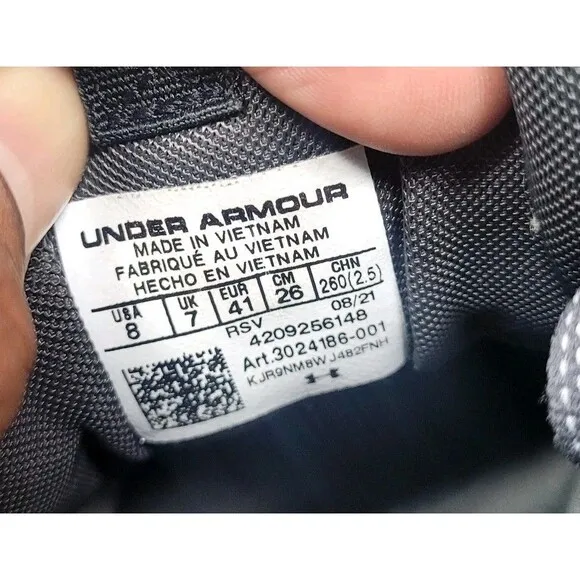 UNDER ARMOUR
MADE IN VIETNAM
FABRIQUÉ AU VIETNAM
HECHO EN VIETNAM
USA UK EUR CM CHN
8 7 41 26 260(2.5)
RSV 08/21
4209256148
Art.3024186-001
KJR9NM8WJ482FNH